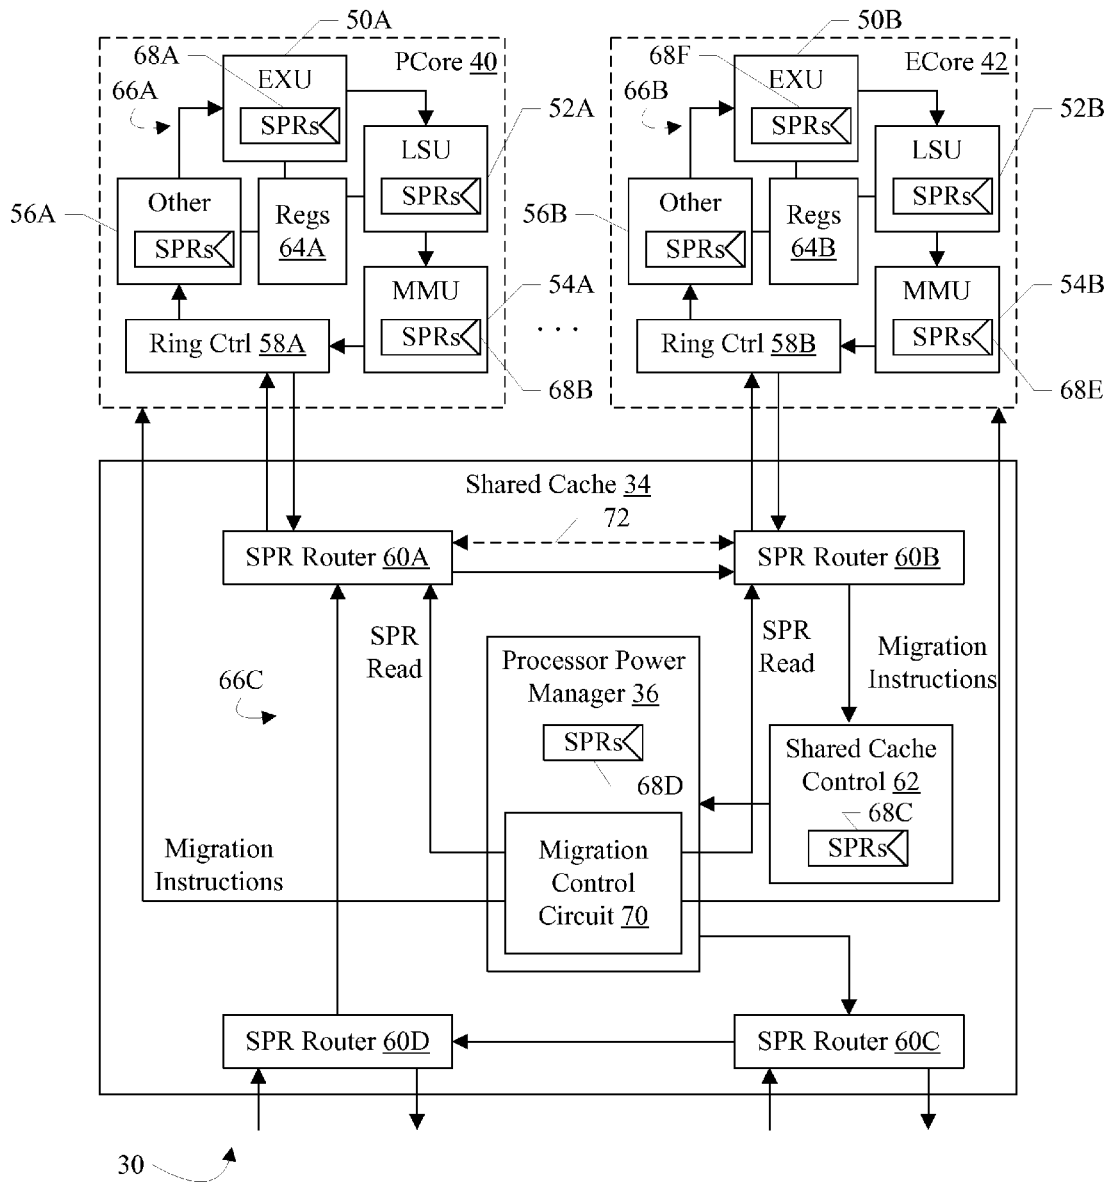 50A
50B
68A
EXU
PCore 40
68F
EXU
ECore 42
66A
SPRs
52A
66B
SPRs
52B
LSU
LSU
56A
Other
SPRs
Regs
64A
SPRs
56B
Other
SPRs
Regs
64B
SPRs
MMU
54A
MMU
54B
Ring Ctrl 58A
SPRs
. . .
Ring Ctrl 58B
SPRs
68B
68E
Shared Cache 34
72
SPR Router 60A
SPR Router 60B
SPR
Read
SPR
Read
Migration
Instructions
66C
Processor Power
Manager 36
SPRs
68D
Shared Cache
Control 62
68C
SPRs
Migration
Instructions
Migration
Control
Circuit 70
SPR Router 60D
SPR Router 60C
30